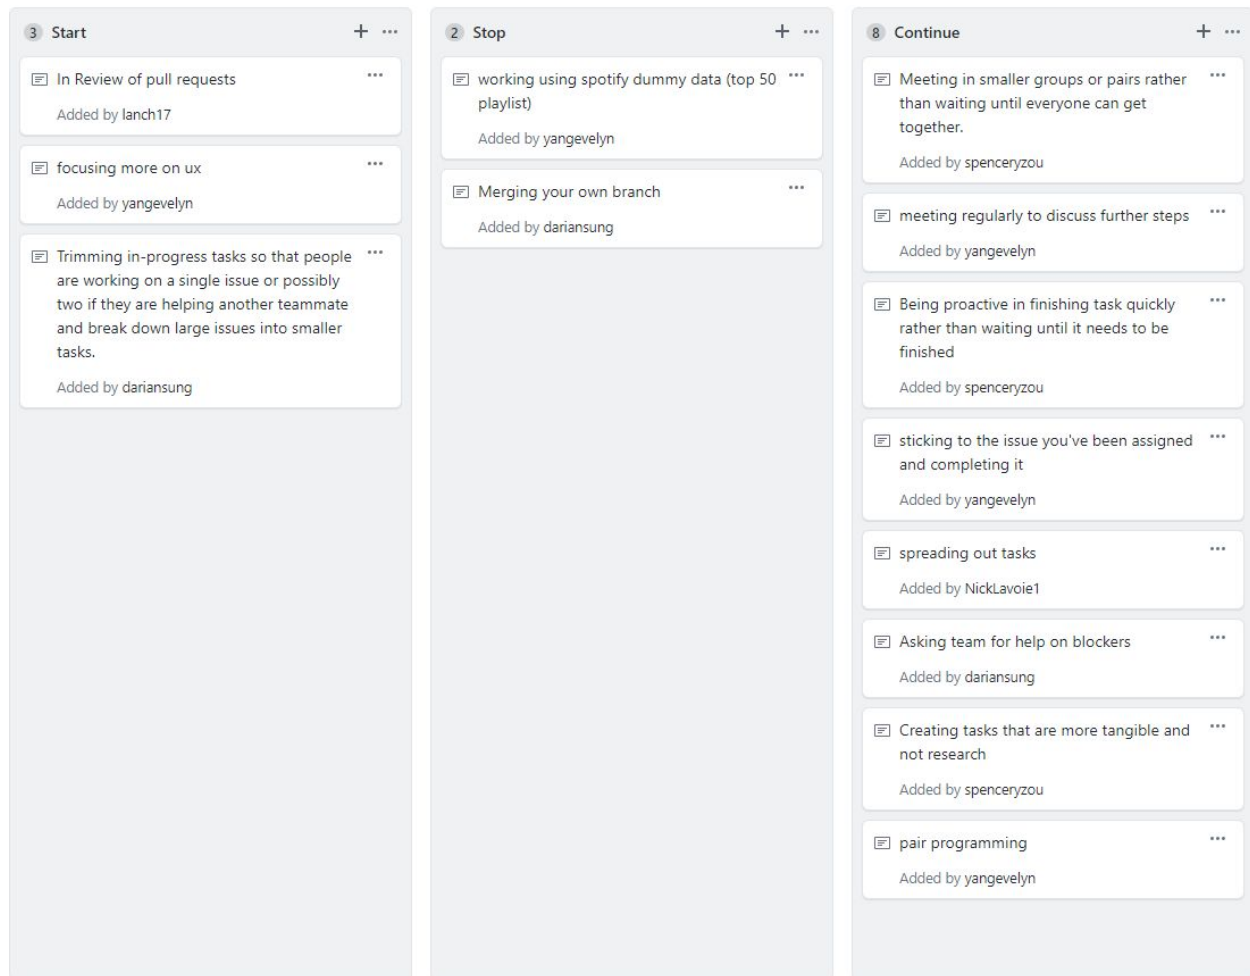 3 Start
In Review of pull requests
Added by lanch17
focusing more on ux
Added by yangevelyn
Trimming in-progress tasks so that people
are working on a single issue or possibly
two if they are helping another teammate
and break down large issues into smaller
tasks.
Added by dariansung
2 Stop
working using spotify dummy data (top 50
playlist)
Added by yangevelyn
Merging your own branch
Added by dariansung
8 Continue
Meeting in smaller groups or pairs rather
than waiting until everyone can get
together.
Added by spenceryzou
meeting regularly to discuss further steps
Added by yangevelyn
Being proactive in finishing task quickly
rather than waiting until it needs to be
finished
Added by spenceryzou
sticking to the issue you've been assigned
and completing it
Added by yangevelyn
spreading out tasks
Added by NickLavoie1
Asking team for help on blockers
Added by dariansung
Creating tasks that are more tangible and
not research
Added by spenceryzou
pair programming
Added by yangevelyn